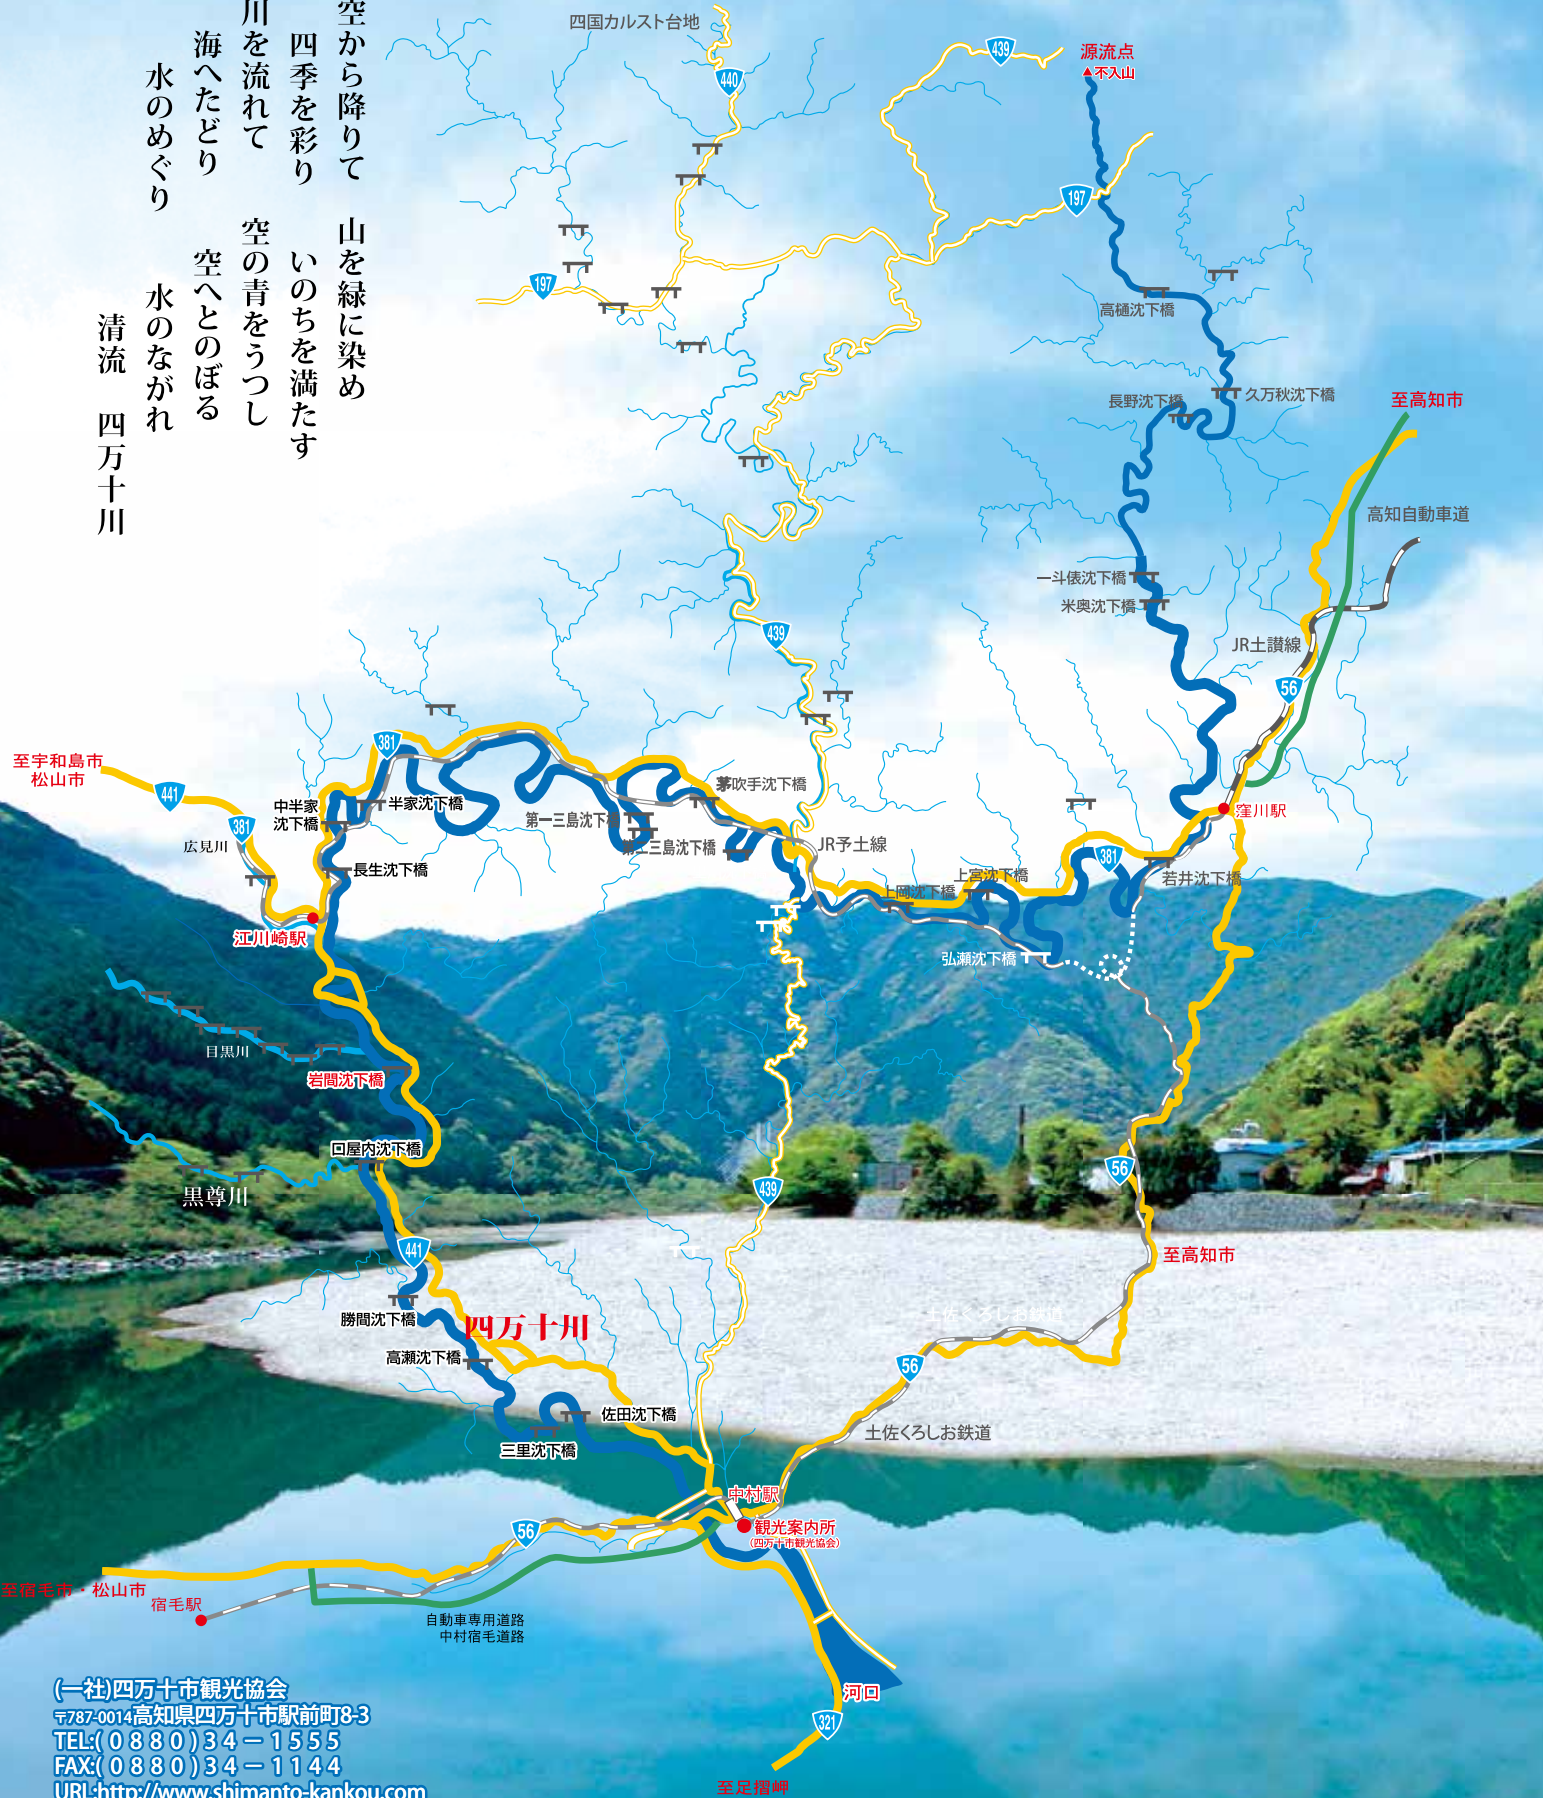 空から降りて　山を緑に染め
四季を彩り　いのちを満たす
川を流れて　空の青をうつし
海へたどり　空へとのぼる
水のめぐり　水のながれ
清流　四万十川
四国カルスト台地
439
源流点
▲不入山
440
197
197
高樋沈下橋
久万秋沈下橋
長野沈下橋
至高知市
高知自動車道
一斗俵沈下橋
米奥沈下橋
439
JR土讃線
56
381
至宇和島市
松山市
441
381
広見川
中半家
沈下橋
半家沈下橋
茅吹手沈下橋
第一三島沈下橋
第二三島沈下橋
窪川駅
JR予土線
381
長生沈下橋
上宮沈下橋
上岡沈下橋
若井沈下橋
江川崎駅
弘瀬沈下橋
目黒川
岩間沈下橋
口屋内沈下橋
黒尊川
56
439
441
至高知市
勝間沈下橋
四万十川
土佐くろしお鉄道
高瀬沈下橋
56
佐田沈下橋
三里沈下橋
土佐くろしお鉄道
中村駅
観光案内所
(四万十市観光協会)
56
至宿毛市・松山市
宿毛駅
自動車専用道路
中村宿毛道路
河口
321
至足摺岬
(一社)四万十市観光協会
〒787-0014高知県四万十市駅前町8-3
TEL:(0880)34－1555
FAX:(0880)34－1144
URL:http://www.shimanto-kankou.com